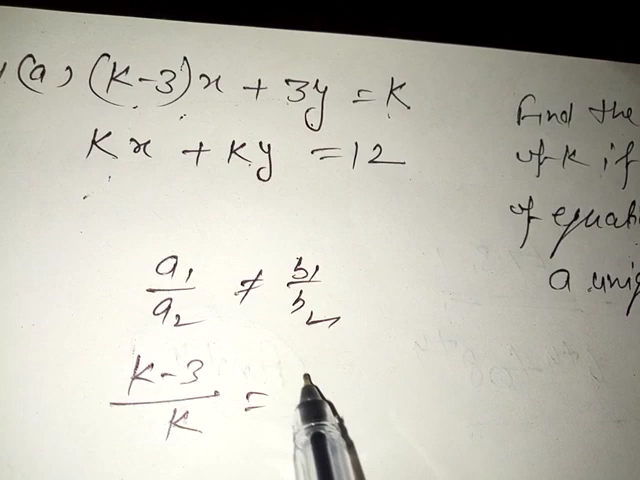 (a) (K-3)x + 3y = K
Kx + Ky = 12
Find the
of K if
of equati
a uniq
a₁/a₂ ≠ b₁/b₂
K-3/K =